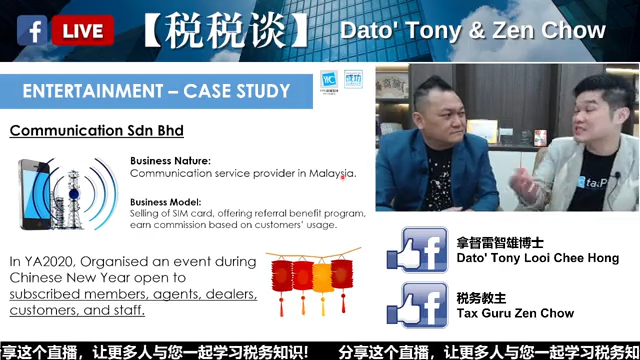 f LIVE 【税税谈】 Dato' Tony & Zen Chow
ENTERTAINMENT – CASE STUDY
成功
Communication Sdn Bhd
Business Nature:
Communication service provider in Malaysia.
Business Model:
Selling of SIM card, offering referral benefit program,
earn commission based on customers' usage.
In YA2020, Organised an event during
Chinese New Year open to
subscribed members, agents, dealers,
customers, and staff.
拿督雷智雄博士
Dato' Tony Looi Chee Hong
税务教主
Tax Guru Zen Chow
分享这个直播，让更多人与您一起学习税务知识! 分享这个直播，让更多人与您一起学习税务知